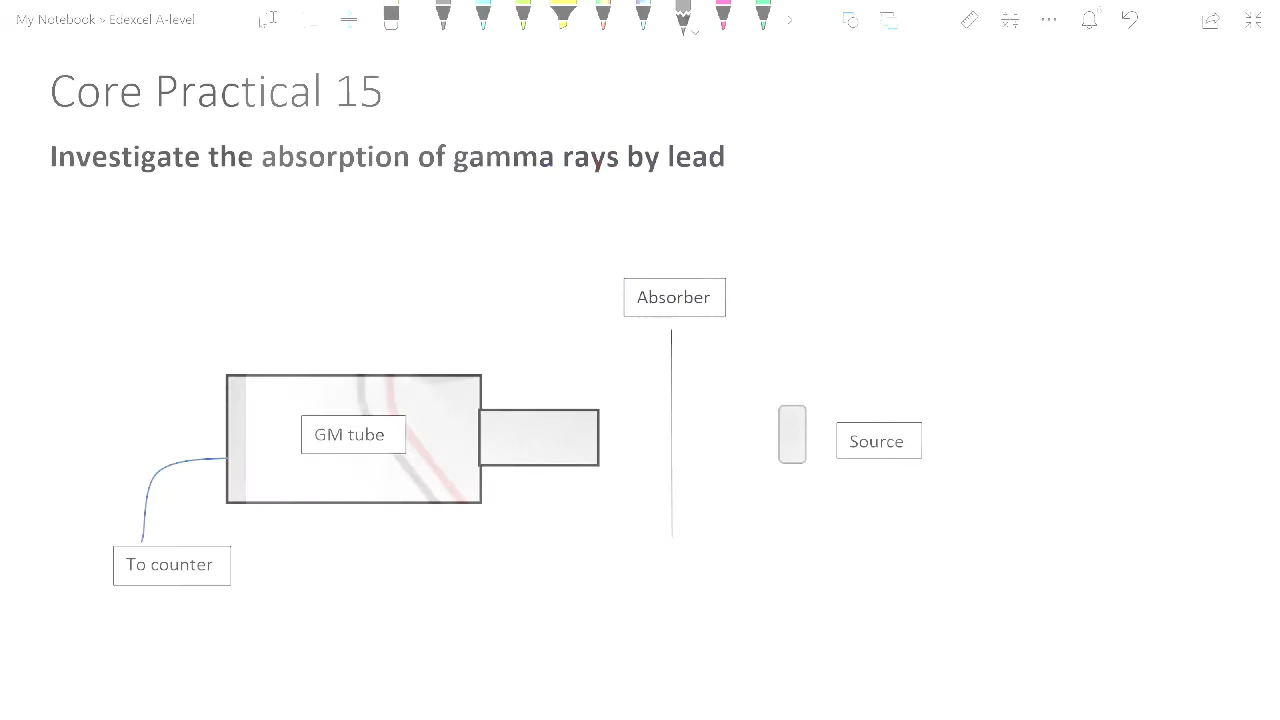 My Notebook » Edexcel A-level
Core Practical 15
Investigate the absorption of gamma rays by lead
Absorber
GM tube
Source
To counter